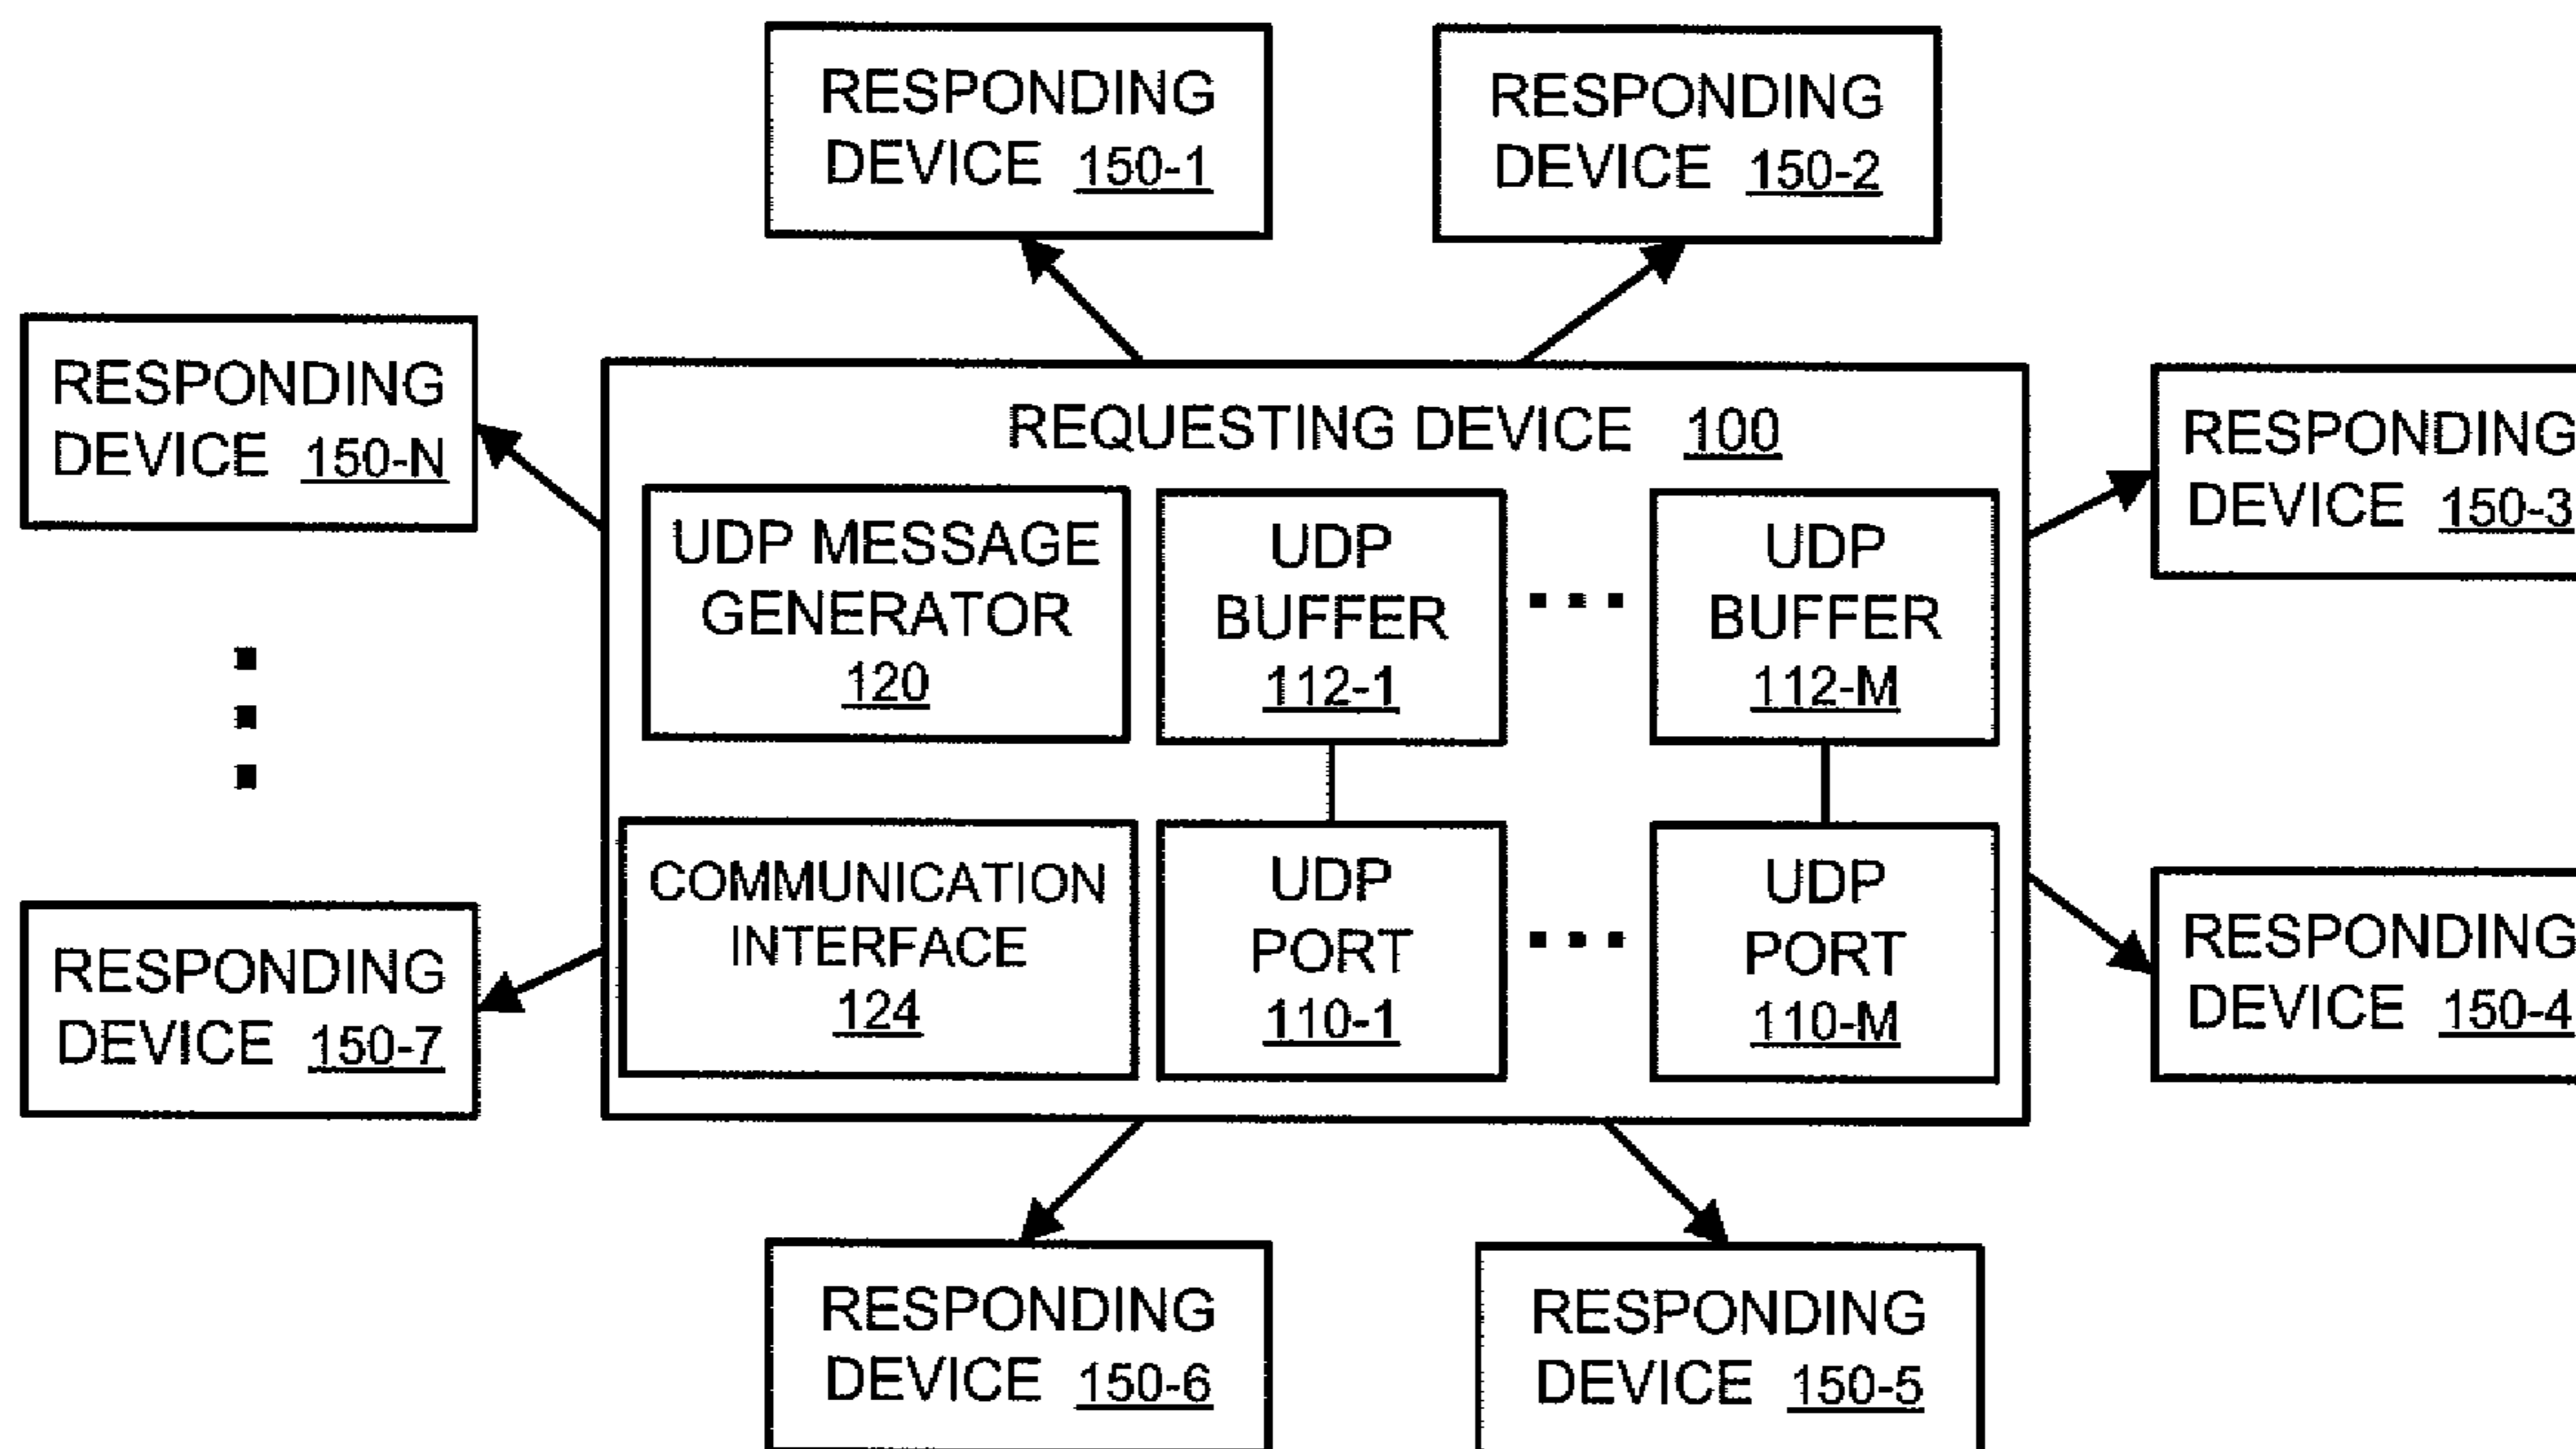 RESPONDING
DEVICE 150-1
RESPONDING
DEVICE 150-2
RESPONDING
DEVICE 150-N
REQUESTING DEVICE 100
RESPONDING
DEVICE 150-3
UDP MESSAGE
GENERATOR
120
UDP
BUFFER
112-1
UDP
BUFFER
112-M
COMMUNICATION
INTERFACE
124
UDP
PORT
110-1
UDP
PORT
110-M
RESPONDING
DEVICE 150-4
RESPONDING
DEVICE 150-7
RESPONDING
DEVICE 150-6
RESPONDING
DEVICE 150-5